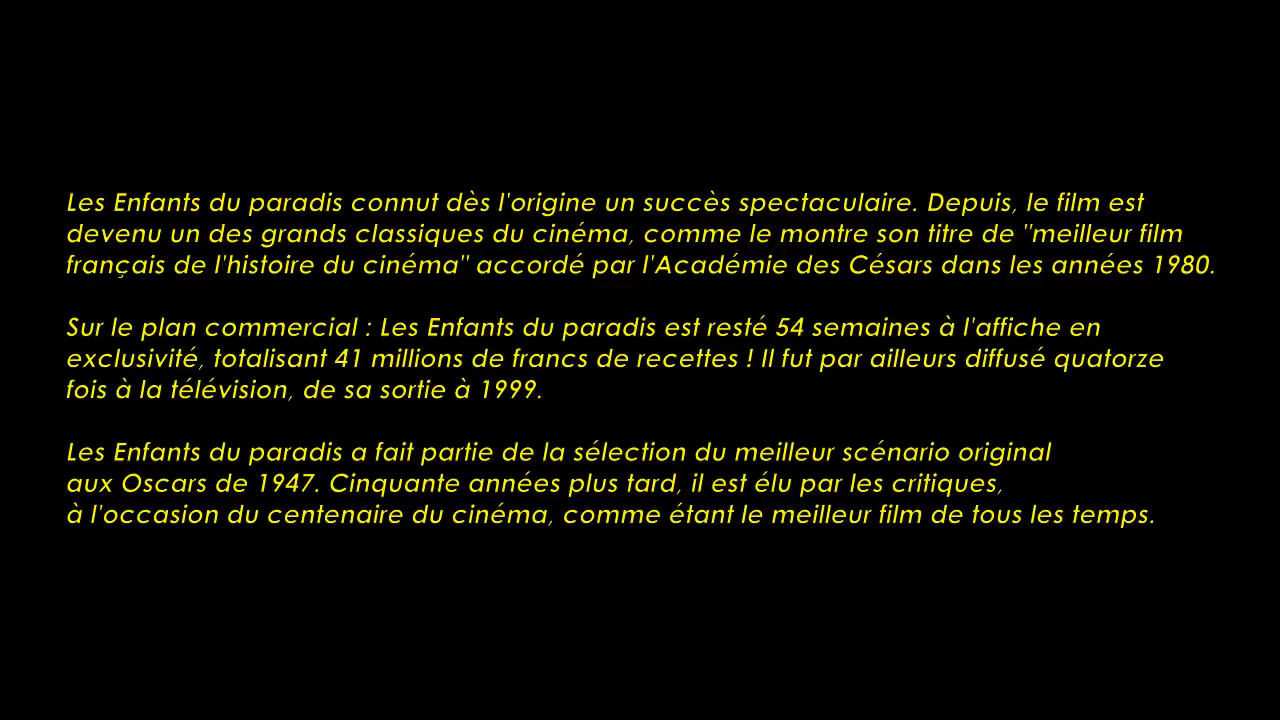 Les Enfants du paradis connut dès l'origine un succès spectaculaire. Depuis, le film est
devenu un des grands classiques du cinéma, comme le montre son titre de "meilleur film
français de l'histoire du cinéma" accordé par l'Académie des Césars dans les années 1980.
Sur le plan commercial : Les Enfants du paradis est resté 54 semaines à l'affiche en
exclusivité, totalisant 41 millions de francs de recettes ! Il fut par ailleurs diffusé quatorze
fois à la télévision, de sa sortie à 1999.
Les Enfants du paradis a fait partie de la sélection du meilleur scénario original
aux Oscars de 1947. Cinquante années plus tard, il est élu par les critiques,
à l'occasion du centenaire du cinéma, comme étant le meilleur film de tous les temps.